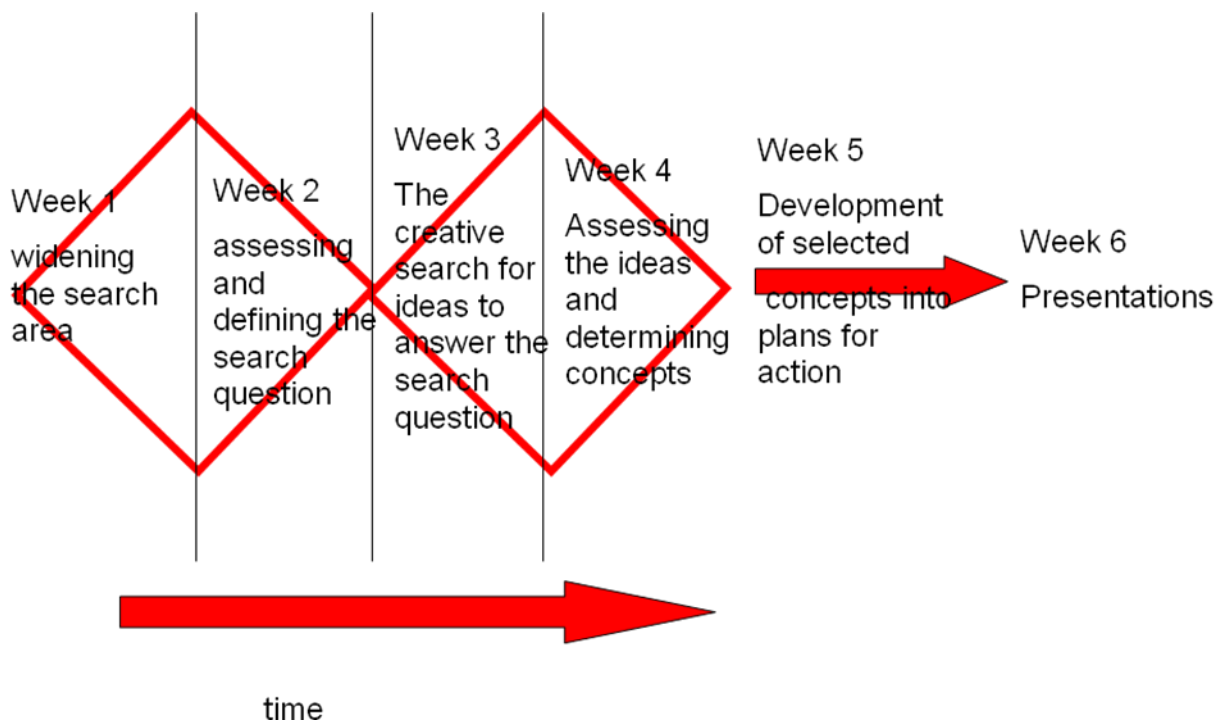 Week 1
widening
the search
area
Week 2
assessing
and
defining the
search
question
Week 3
The
creative
search for
ideas to
answer the
search
question
Week 4
Assessing
the ideas
and
determining
concepts
Week 5
Development
of selected
concepts into
plans for
action
Week 6
Presentations
time